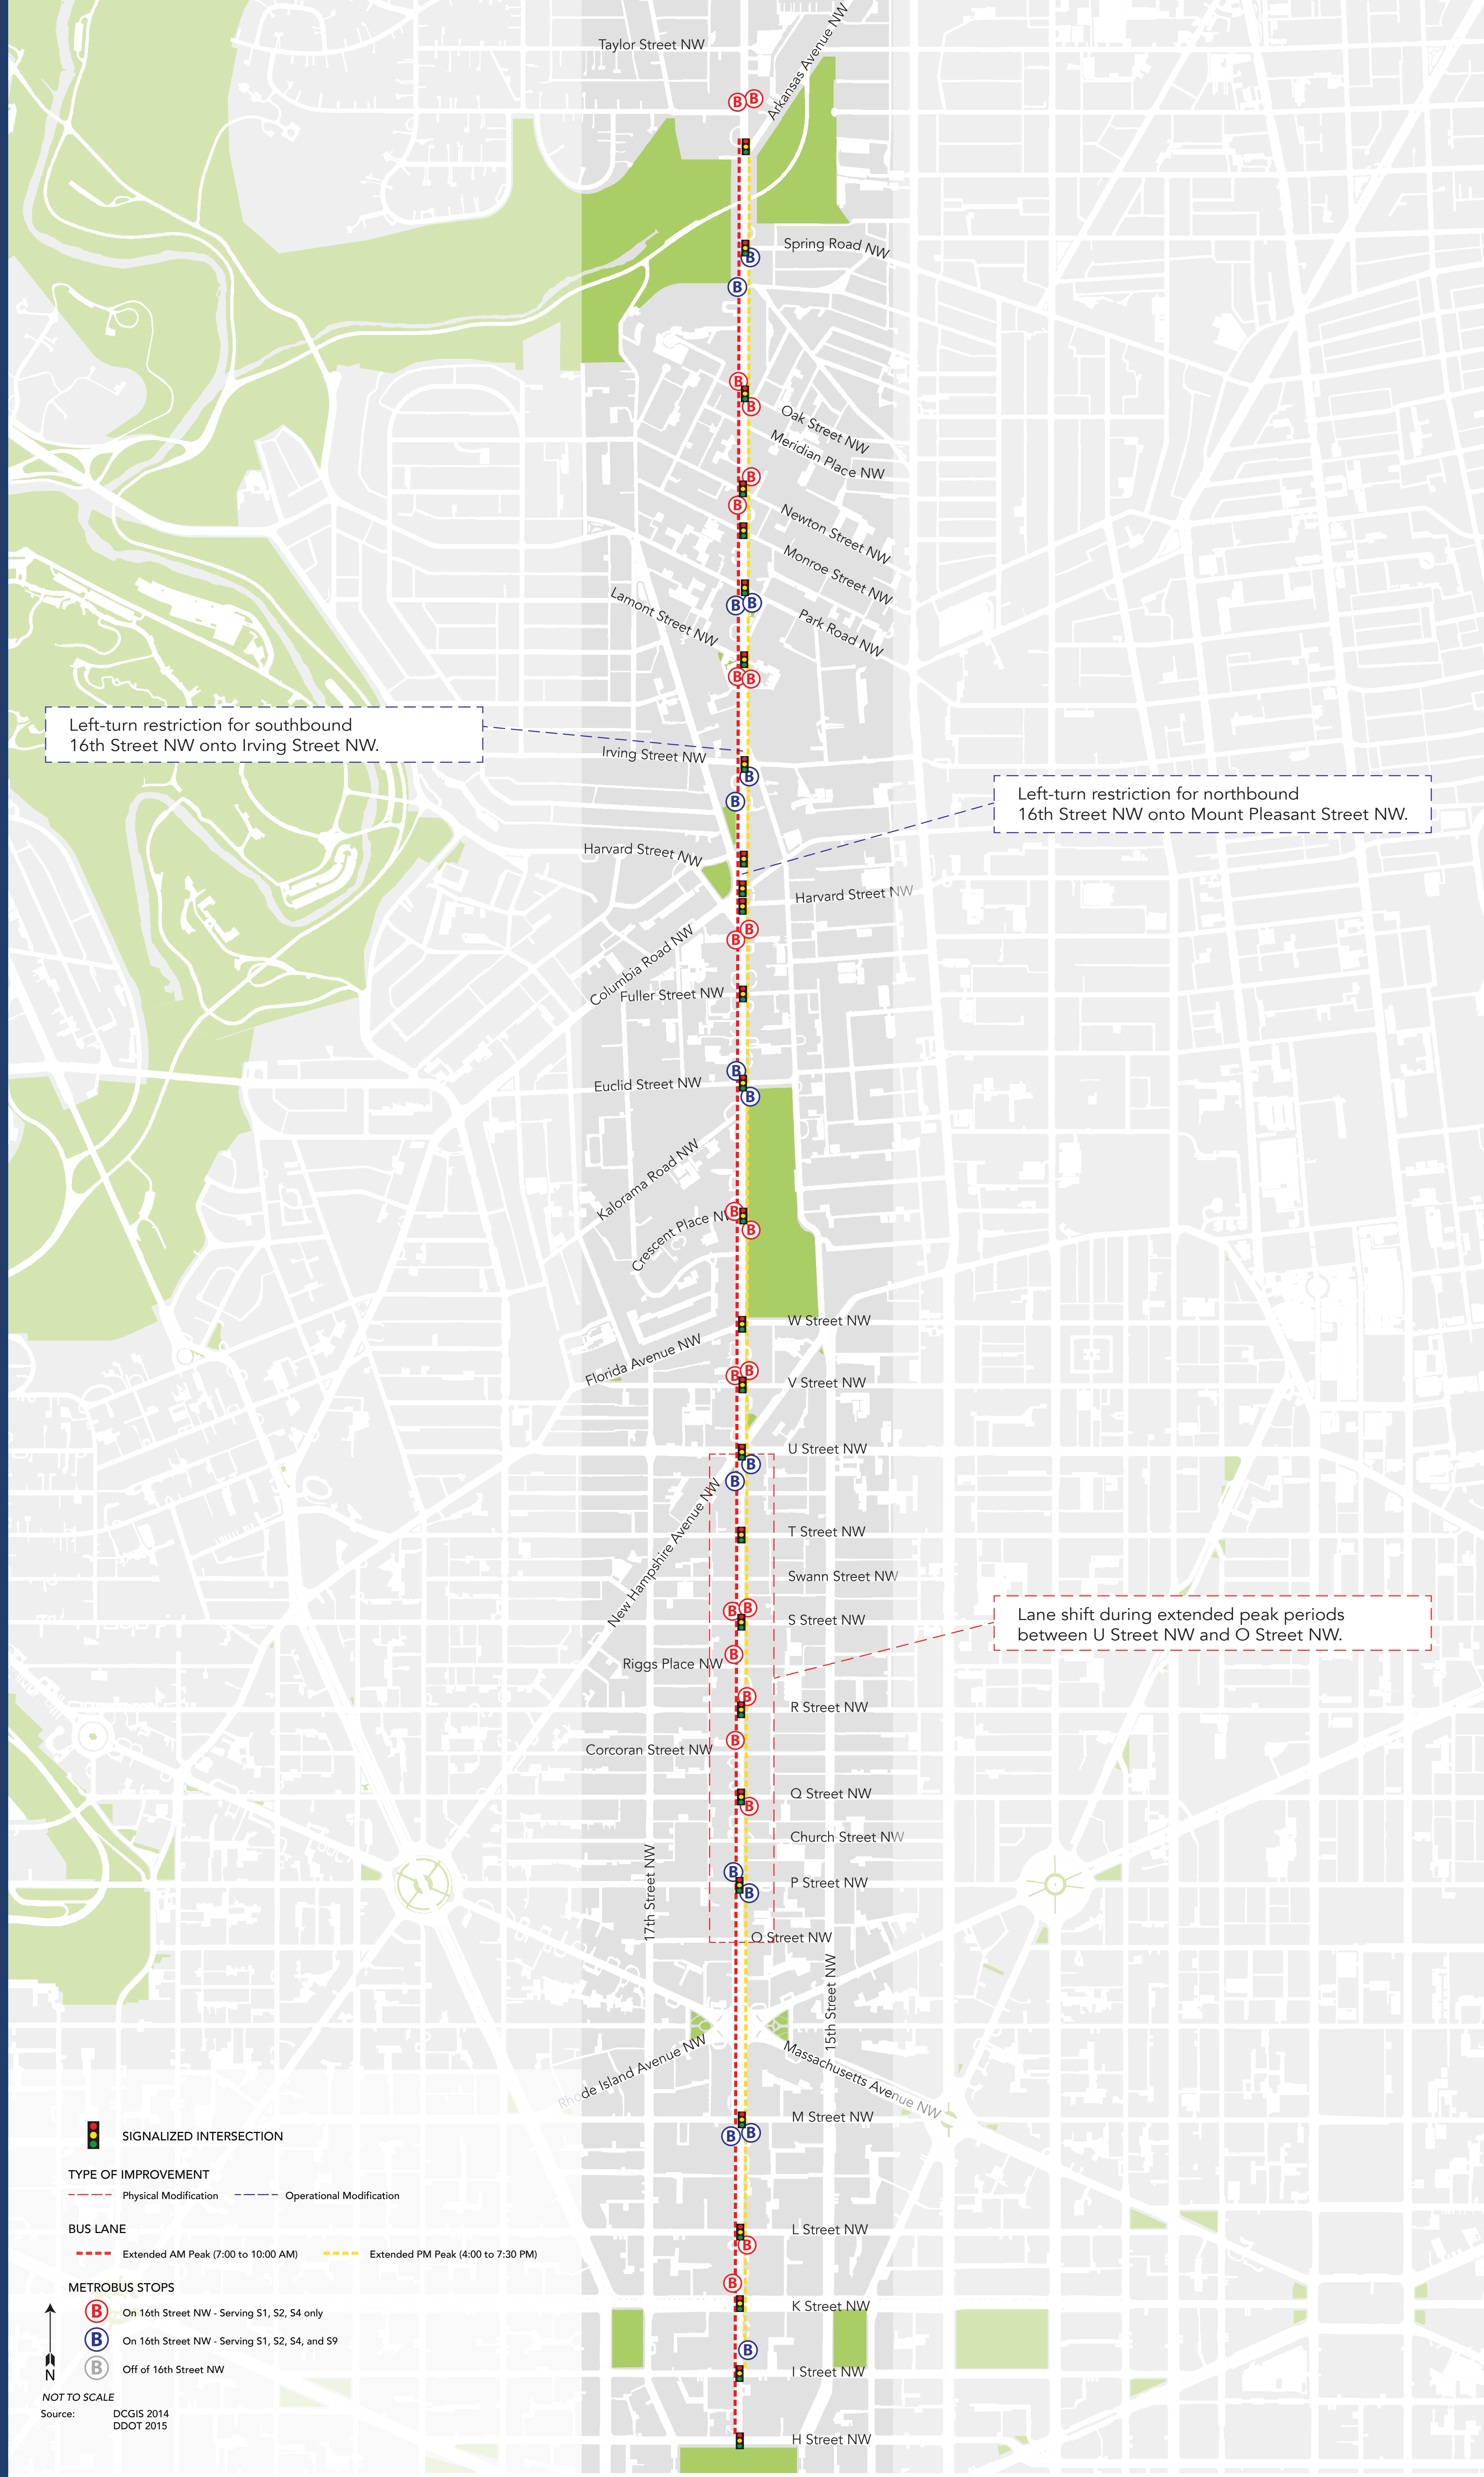 Taylor Street NW
Arkansas Avenue NW
B
B
Spring Road NW
B
B
B
B
Oak Street NW
Meridian Place NW
B
B
Newton Street NW
Monroe Street NW
Lamont Street NW
B
B
Park Road NW
B
B
Left-turn restriction for southbound
16th Street NW onto Irving Street NW.
Irving Street NW
B
B
Left-turn restriction for northbound
16th Street NW onto Mount Pleasant Street NW.
Harvard Street NW
Harvard Street NW
B
B
Columbia Road NW
Fuller Street NW
B
Euclid Street NW
B
Kalorama Road NW
B
Crescent Place NW
B
W Street NW
Florida Avenue NW
B
B
V Street NW
U Street NW
B
B
New Hampshire Avenue NW
T Street NW
Swann Street NW
B
B
S Street NW
Lane shift during extended peak periods
between U Street NW and O Street NW.
B
Riggs Place NW
B
R Street NW
B
Corcoran Street NW
Q Street NW
B
Church Street NW
B
17th Street NW
P Street NW
B
O Street NW
15th Street NW
Rhode Island Avenue NW
Massachusetts Avenue NW
M Street NW
B
B
L Street NW
B
B
K Street NW
B
I Street NW
H Street NW
SIGNALIZED INTERSECTION
TYPE OF IMPROVEMENT
Physical Modification
Operational Modification
BUS LANE
Extended AM Peak (7:00 to 10:00 AM)
Extended PM Peak (4:00 to 7:30 PM)
METROBUS STOPS
B On 16th Street NW - Serving S1, S2, S4 only
B On 16th Street NW - Serving S1, S2, S4, and S9
B Off of 16th Street NW
N
NOT TO SCALE
Source: DCGIS 2014
DDOT 2015